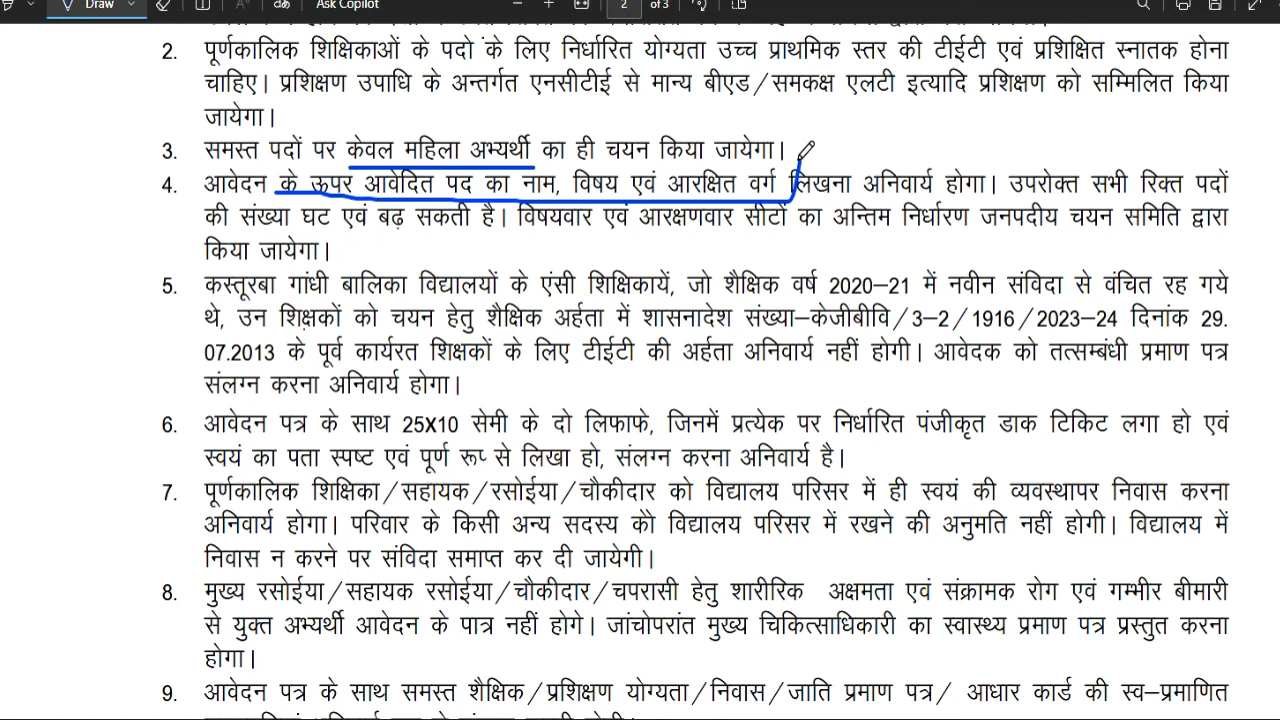 Draw
Ask Copilot
2 of 3
2. पूर्णकालिक शिक्षिकाओं के पदो के लिए निर्धारित योग्यता उच्च प्राथमिक स्तर की टीईटी एवं प्रशिक्षित स्नातक होना
चाहिए। प्रशिक्षण उपाधि के अन्तर्गत एनसीटीई से मान्य बीएड/समकक्ष एलटी इत्यादि प्रशिक्षण को सम्मिलित किया
जायेगा।
3. समस्त पदों पर केवल महिला अभ्यर्थी का ही चयन किया जायेगा।
4. आवेदन के ऊपर आवेदित पद का नाम, विषय एवं आरक्षित वर्ग लिखना अनिवार्य होगा। उपरोक्त सभी रिक्त पदों
की संख्या घट एवं बढ़ सकती है। विषयवार एवं आरक्षणवार सीटों का अन्तिम निर्धारण जनपदीय चयन समिति द्वारा
किया जायेगा।
5. कस्तूरबा गांधी बालिका विद्यालयों के एंसी शिक्षिकायें, जो शैक्षिक वर्ष 2020–21 में नवीन संविदा से वंचित रह गये
थे, उन शिक्षकों को चयन हेतु शैक्षिक अर्हता में शासनादेश संख्या–केजीबीवि/3–2/1916/2023–24 दिनांक 29.
07.2013 के पूर्व कार्यरत शिक्षकों के लिए टीईटी की अर्हता अनिवार्य नहीं होगी। आवेदक को तत्सम्बंधी प्रमाण पत्र
संलग्न करना अनिवार्य होगा।
6. आवेदन पत्र के साथ 25X10 सेमी के दो लिफाफे, जिनमें प्रत्येक पर निर्धारित पंजीकृत डाक टिकिट लगा हो एवं
स्वयं का पता स्पष्ट एवं पूर्ण रूप से लिखा हो, संलग्न करना अनिवार्य है।
7. पूर्णकालिक शिक्षिका/सहायक/रसोईया/चौकीदार को विद्यालय परिसर में ही स्वयं की व्यवस्थापर निवास करना
अनिवार्य होगा। परिवार के किसी अन्य सदस्य को विद्यालय परिसर में रखने की अनुमति नहीं होगी। विद्यालय में
निवास न करने पर संविदा समाप्त कर दी जायेगी।
8. मुख्य रसोईया/सहायक रसोईया/चौकीदार/चपरासी हेतु शारीरिक अक्षमता एवं संक्रामक रोग एवं गम्भीर बीमारी
से युक्त अभ्यर्थी आवेदन के पात्र नहीं होगे। जांचोपरांत मुख्य चिकित्साधिकारी का स्वास्थ्य प्रमाण पत्र प्रस्तुत करना
होगा।
9. आवेदन पत्र के साथ समस्त शैक्षिक/प्रशिक्षण योग्यता/निवास/जाति प्रमाण पत्र/ आधार कार्ड की स्व–प्रमाणित